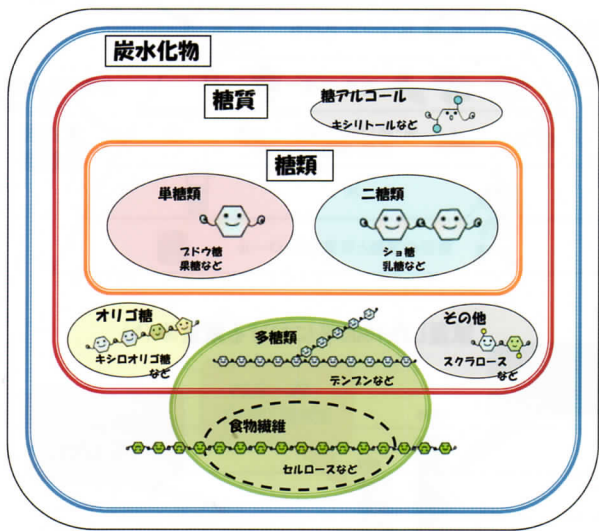 炭水化物
糖質
糖アルコール
キシリトールなど
糖類
単糖類
ブドウ糖
果糖など
二糖類
ショ糖
乳糖など
オリゴ糖
キシロオリゴ糖
など
多糖類
デンプンなど
その他
スクラロース
など
食物繊維
セルロースなど